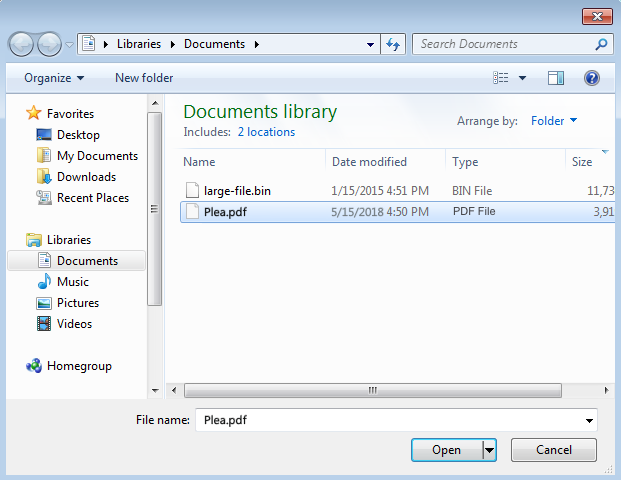 Libraries Documents
Search Documents
Organize New folder
Favorites
Desktop
My Documents
Downloads
Recent Places
Libraries
Documents
Music
Pictures
Videos
Homegroup
Documents library
Includes: 2 locations
Arrange by: Folder
Name Date modified Type Size
large-file.bin 1/15/2015 4:51 PM BIN File 11,73
Plea.pdf 5/15/2018 4:50 PM PDF File 3,91
File name: Plea.pdf
Open Cancel